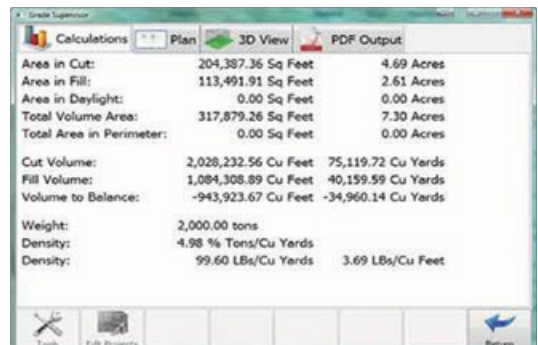 Grade Supervisor
Calculations Plan 3D View PDF Output
Area in Cut: 204,387.36 Sq Feet 4.69 Acres
Area in Fill: 113,491.91 Sq Feet 2.61 Acres
Area in Daylight: 0.00 Sq Feet 0.00 Acres
Total Volume Area: 317,879.26 Sq Feet 7.30 Acres
Total Area in Perimeter: 0.00 Sq Feet 0.00 Acres
Cut Volume: 2,028,232.56 Cu Feet 75,119.72 Cu Yards
Fill Volume: 1,084,308.89 Cu Feet 40,159.59 Cu Yards
Volume to Balance: -943,923.67 Cu Feet -34,960.14 Cu Yards
Weight: 2,000.00 tons
Density: 4.98 % Tons/Cu Yards
Density: 99.60 LBs/Cu Yards 3.69 LBs/Cu Feet
Tools Edit Projects Return